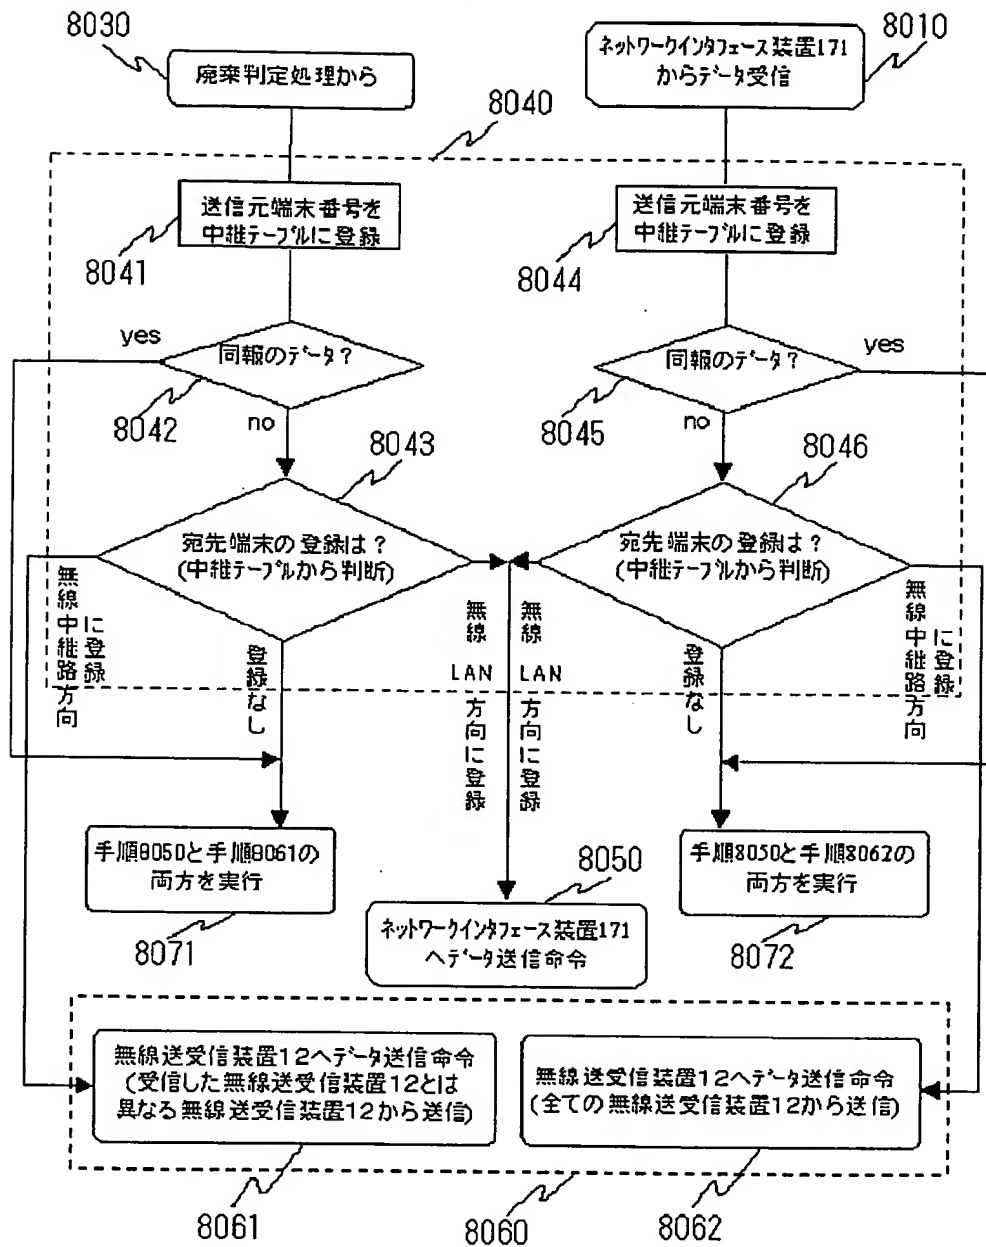 8030
廃棄判定処理から
ネットワークインタフェース装置171
からデータ受信
8010
8040
送信元端末番号を
中継テーブルに登録
8041
送信元端末番号を
中継テーブルに登録
8044
yes
同報のデータ?
8042
no
同報のデータ?
yes
8045
no
8043
宛先端末の登録は?
(中継テーブルから判断)
8046
宛先端末の登録は?
(中継テーブルから判断)
無線中継路方向
に登録
登録なし
無線LAN方向に登録
無線LAN方向に登録
登録なし
無線中継路方向
に登録
手順8050と手順8061の
両方を実行
8071
8050
ネットワークインタフェース装置171
へデータ送信命令
手順8050と手順8062の
両方を実行
8072
無線送受信装置12へデータ送信命令
(受信した無線送受信装置12とは
異なる無線送受信装置12から送信)
無線送受信装置12へデータ送信命令
(全ての無線送受信装置12から送信)
8061
8060
8062